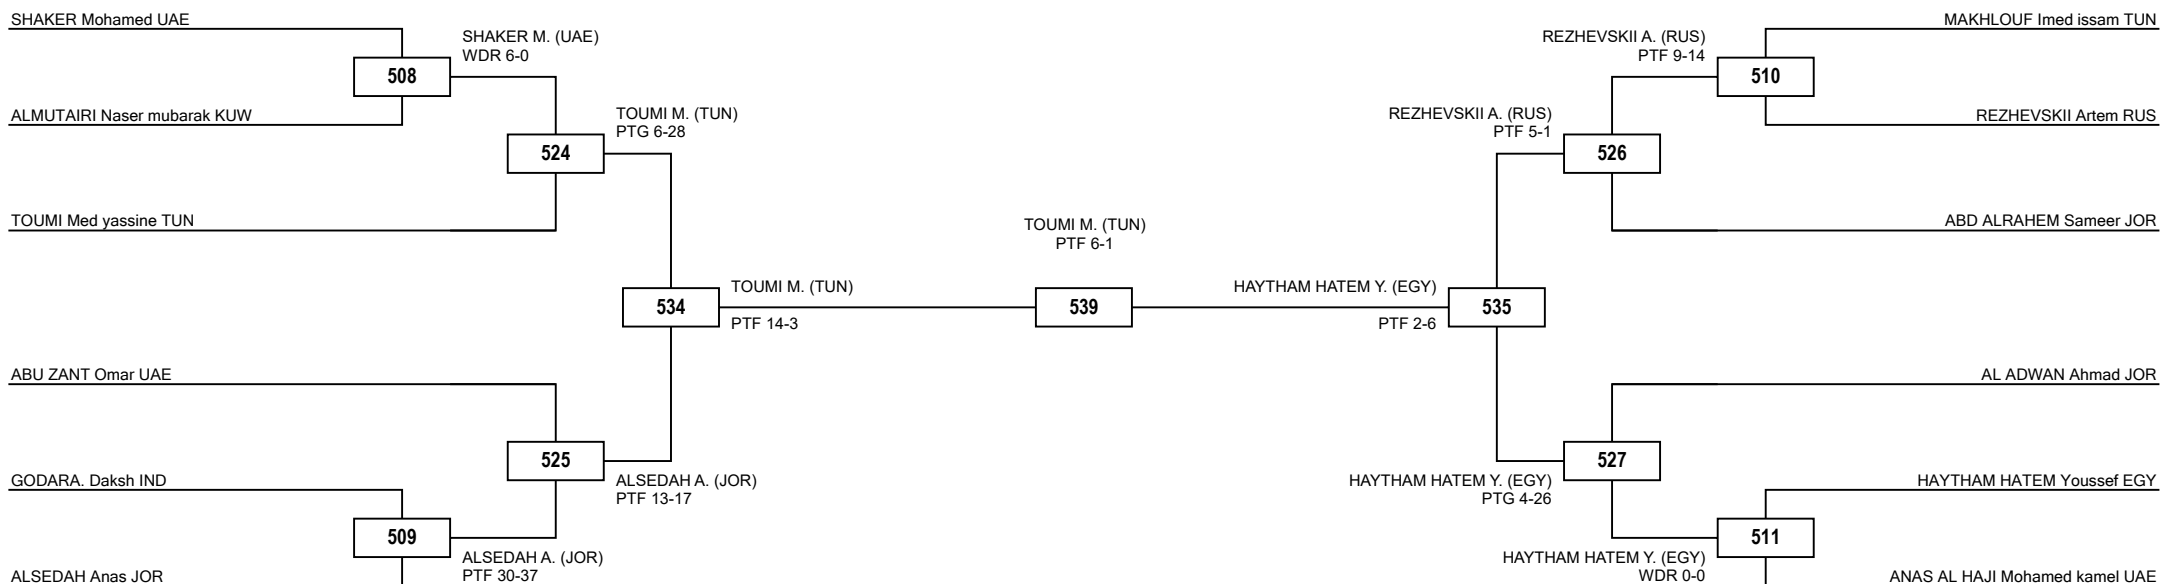 SHAKER Mohamed UAE
MAKHLOUF Imed issam TUN
SHAKER M. (UAE)
WDR 6-0
REZHEVSKII A. (RUS)
PTF 9-14
508
510
ALMUTAIRI Naser mubarak KUW
TOUMI M. (TUN)
PTG 6-28
REZHEVSKII A. (RUS)
PTF 5-1
REZHEVSKII Artem RUS
524
526
TOUMI Med yassine TUN
TOUMI M. (TUN)
PTF 6-1
ABD ALRAHEM Sameer JOR
534
TOUMI M. (TUN)
PTF 14-3
539
HAYTHAM HATEM Y. (EGY)
PTF 2-6
535
ABU ZANT Omar UAE
AL ADWAN Ahmad JOR
525
527
GODARA. Daksh IND
ALSEDAH A. (JOR)
PTF 13-17
HAYTHAM HATEM Y. (EGY)
PTG 4-26
HAYTHAM HATEM Youssef EGY
509
511
ALSEDAH A. (JOR)
PTF 30-37
HAYTHAM HATEM Y. (EGY)
WDR 0-0
ALSEDAH Anas JOR
ANAS AL HAJI Mohamed kamel UAE